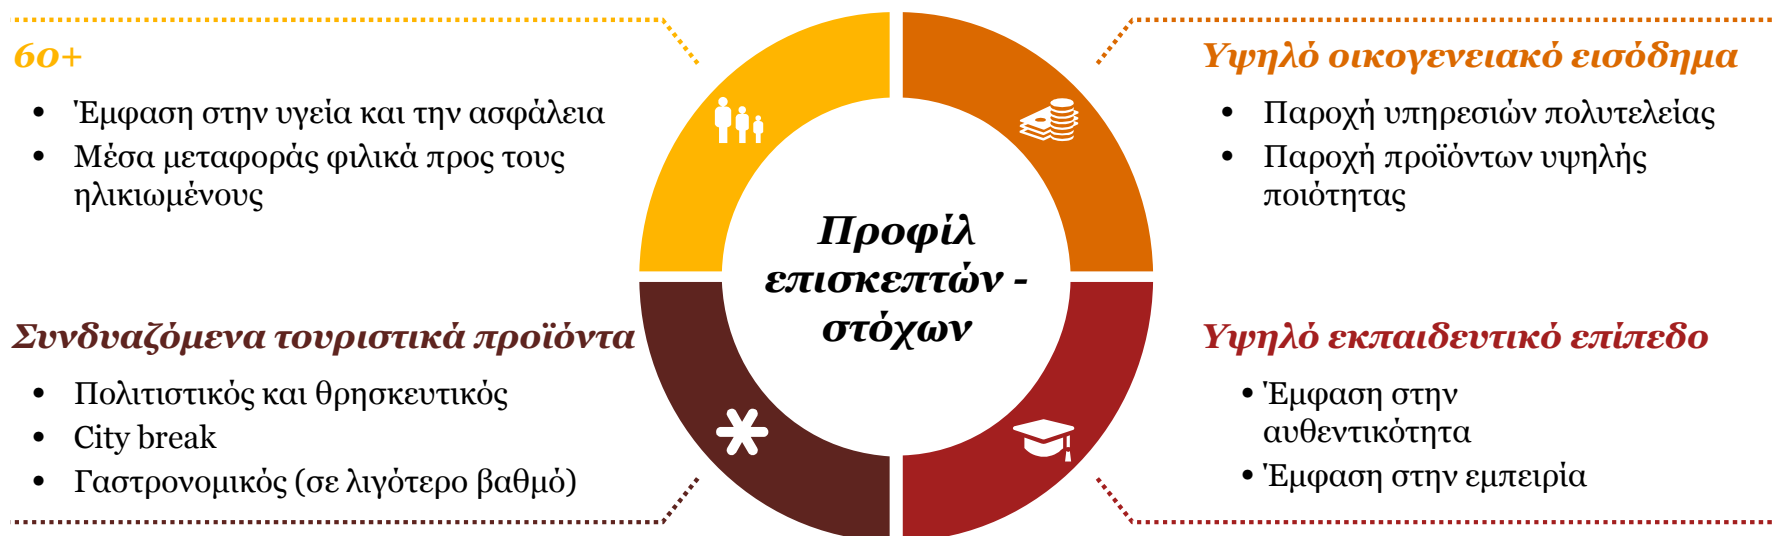 60+
• Έμφαση στην υγεία και την ασφάλεια
• Μέσα μεταφοράς φιλικά προς τους
ηλικιωμένους
Υψηλό οικογενειακό εισόδημα
• Παροχή υπηρεσιών πολυτελείας
• Παροχή προϊόντων υψηλής
ποιότητας
Προφίλ
επισκεπτών -
στόχων
Συνδυαζόμενα τουριστικά προϊόντα
• Πολιτιστικός και θρησκευτικός
• City break
• Γαστρονομικός (σε λιγότερο βαθμό)
Υψηλό εκπαιδευτικό επίπεδο
• Έμφαση στην
αυθεντικότητα
• Έμφαση στην εμπειρία